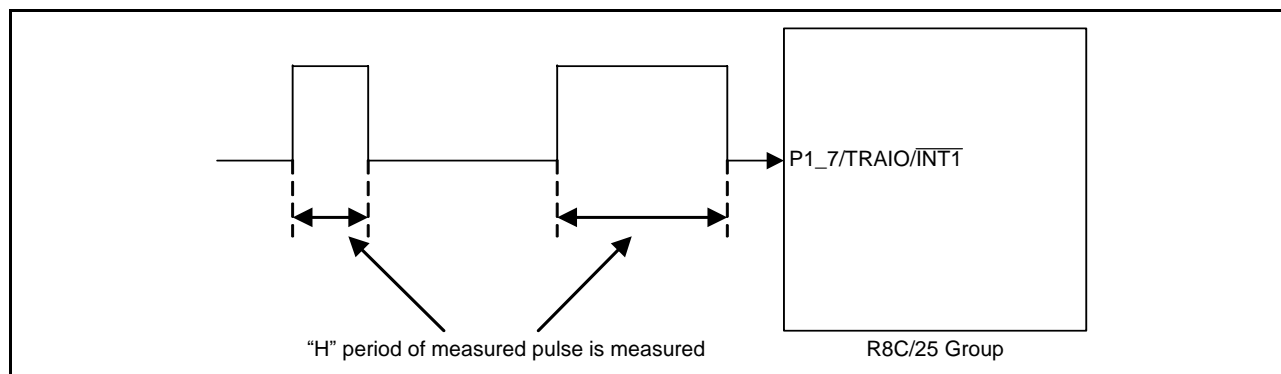 P1_7/TRAIO/INT1
“H” period of measured pulse is measured
R8C/25 Group